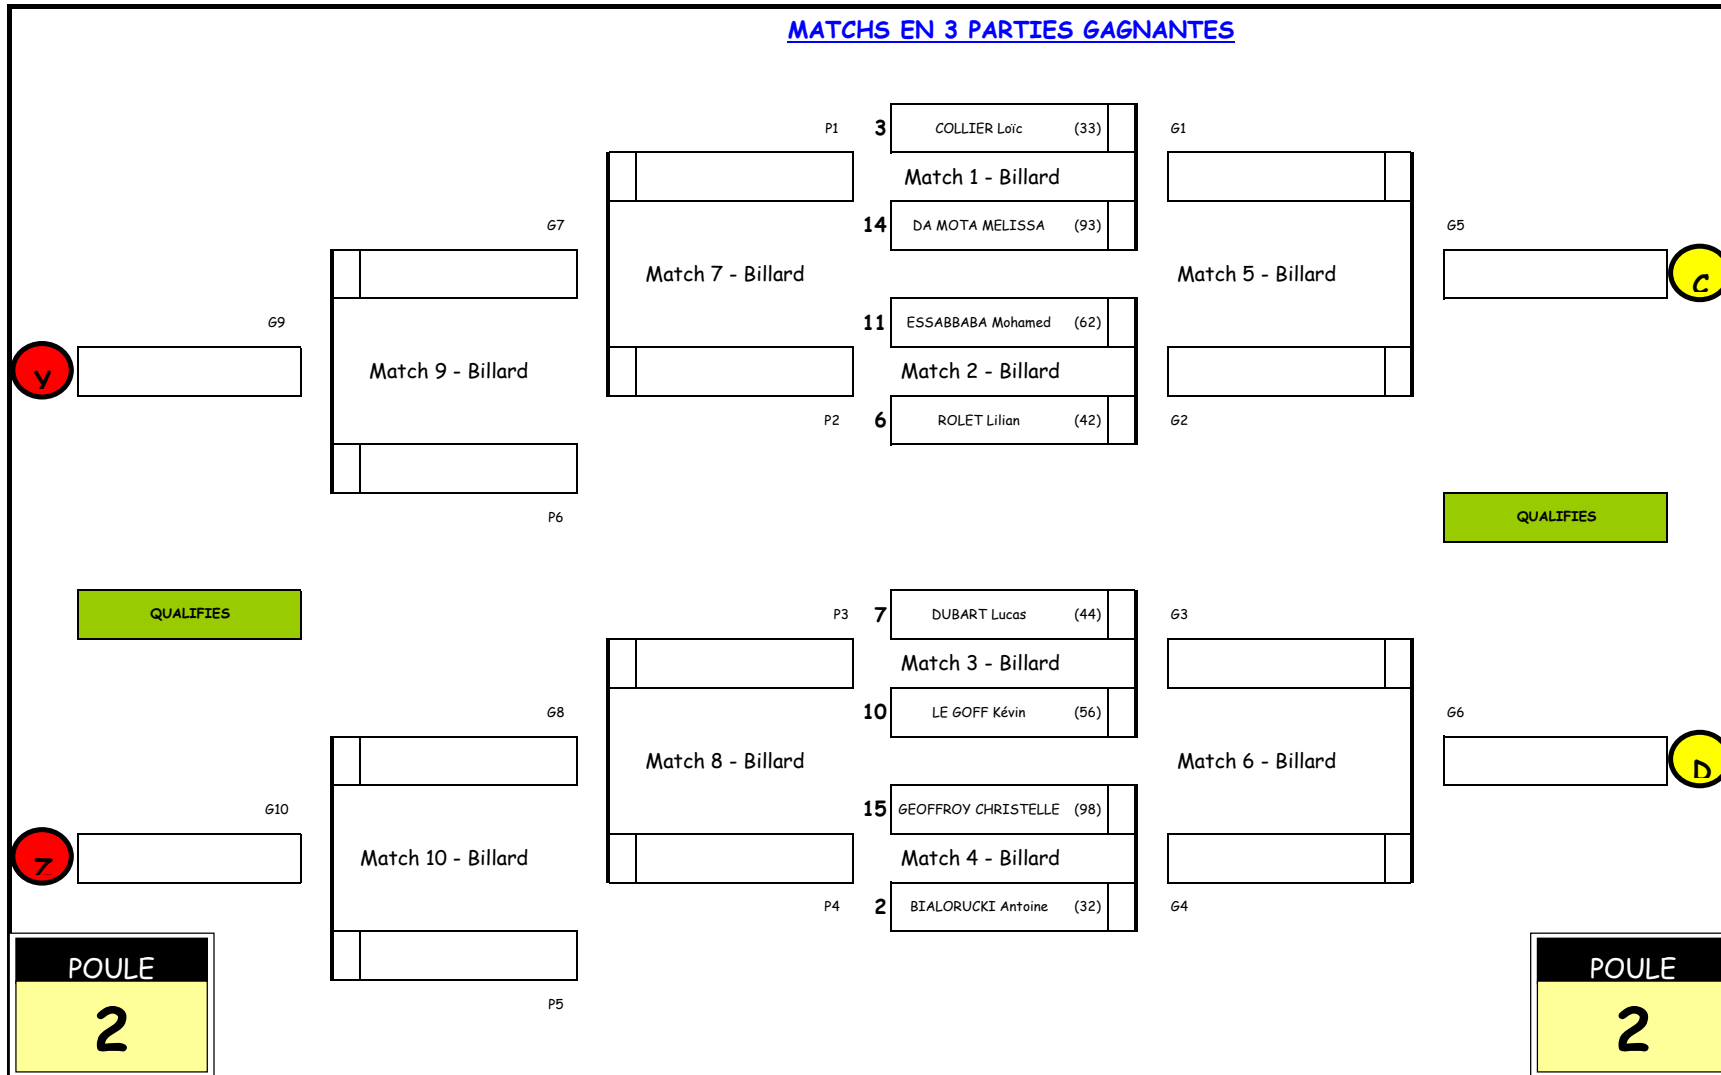 MATCHS EN 3 PARTIES GAGNANTES
P1 3 COLLIER Loïc (33) G1
Match 1 - Billard
G7 14 DA MOTA MELISSA (93) G5
Match 7 - Billard Match 5 - Billard C
G9 11 ESSABBABA Mohamed (62)
Y Match 9 - Billard Match 2 - Billard
P2 6 ROLET Lilian (42) G2
P6 QUALIFIES
QUALIFIES P3 7 DUBART Lucas (44) G3
Match 3 - Billard
G8 10 LE GOFF Kévin (56) G6
Match 8 - Billard Match 6 - Billard D
G10 15 GEOFFROY CHRISTELLE (98)
Z Match 10 - Billard Match 4 - Billard
P4 2 BIALORUCKI Antoine (32) G4
POULE POULE
P5
2 2